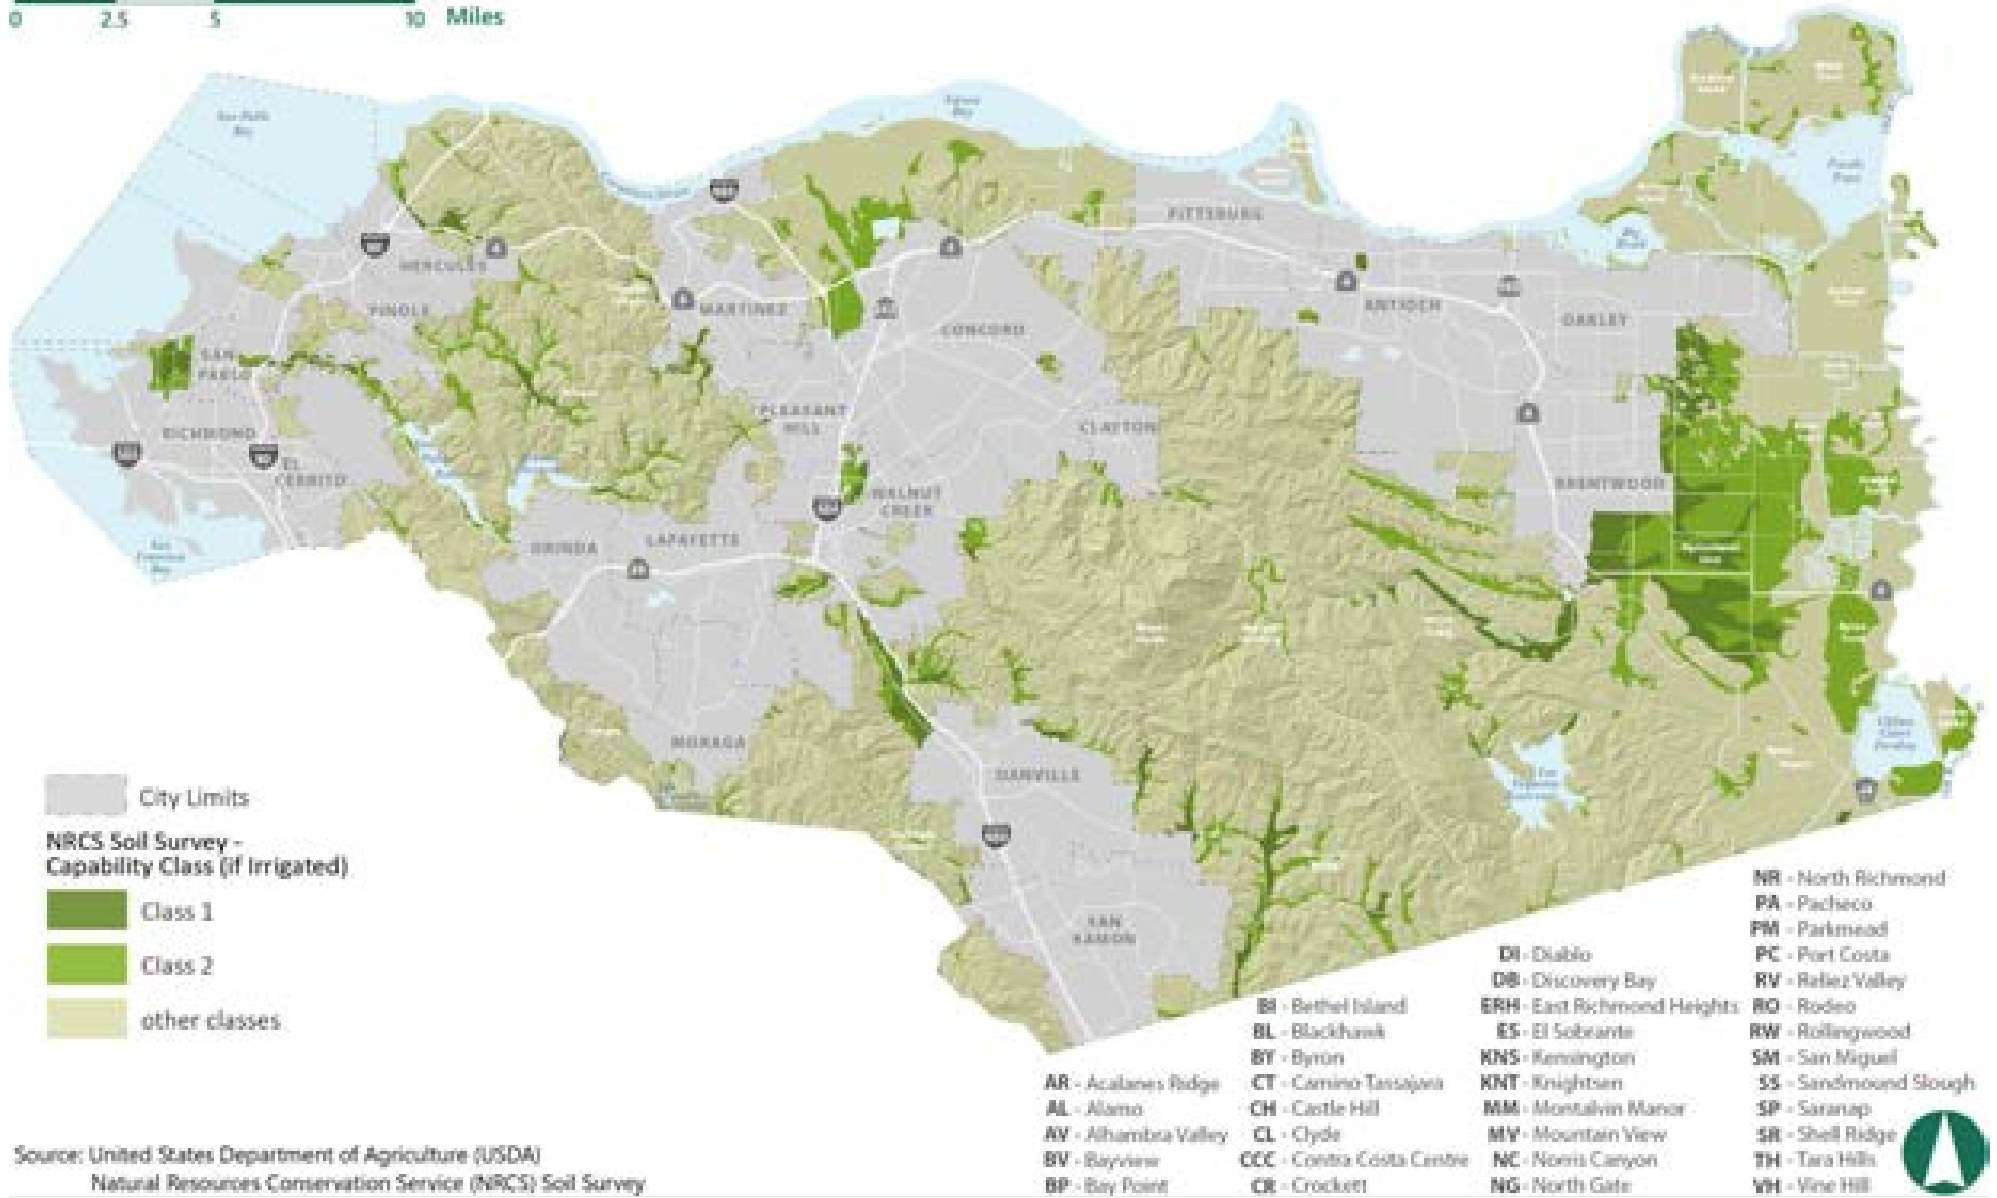 0 2.5 5 10 Miles
San Pablo
Bay
PITTSBURG
HERCULES
MARTINEZ
PINOLE
CONCORD
ANTIOCH
OAKLEY
SAN
PABLO
RICHMOND
PLEASANT
HILL
CLAYTON
EL
CERRITO
WALNUT
CREEK
BRENTWOOD
ORINDA
LAFAYETTE
MORAGA
DANVILLE
SAN
RAMON
City Limits
NRCS Soil Survey -
Capability Class (if Irrigated)
Class 1
Class 2
other classes
AR - Acalanes Ridge
AL - Alamo
AV - Alhambra Valley
BV - Bayview
BP - Bay Point
BI - Bethel Island
BL - Blackhawk
BY - Byron
CT - Camino Tassajara
CH - Castle Hill
CL - Clyde
CCC - Contra Costa Centre
CR - Crockett
DI - Diablo
DB - Discovery Bay
ERH - East Richmond Heights
ES - El Sobrante
KNS - Kensington
KNT - Knightsen
MM - Montalvin Manor
MV - Mountain View
NC - Norris Canyon
NG - North Gate
NR - North Richmond
PA - Pacheco
PM - Parkmead
PC - Port Costa
RV - Reliez Valley
RO - Rodeo
RW - Rollingwood
SM - San Miguel
SS - Sandmound Slough
SP - Saranap
SR - Shell Ridge
TH - Tara Hills
VH - Vine Hill
Source: United States Department of Agriculture (USDA)
Natural Resources Conservation Service (NRCS) Soil Survey